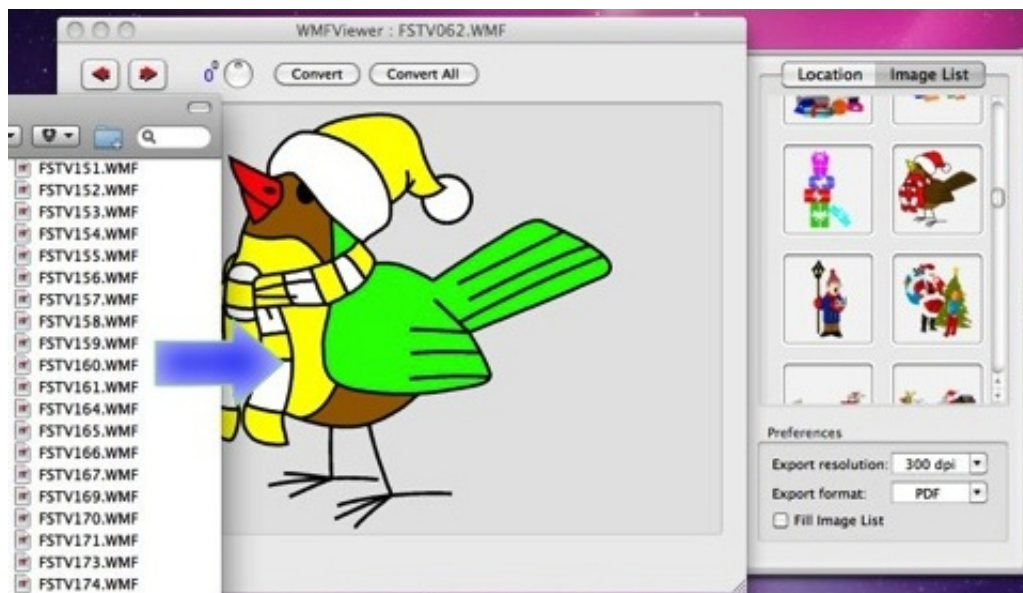 WMFViewer : FSTV062.WMF
0°
Convert
Convert All
Location
Image List
FSTV151.WMF
FSTV152.WMF
FSTV153.WMF
FSTV154.WMF
FSTV155.WMF
FSTV156.WMF
FSTV157.WMF
FSTV158.WMF
FSTV159.WMF
FSTV160.WMF
FSTV161.WMF
FSTV164.WMF
FSTV165.WMF
FSTV166.WMF
FSTV167.WMF
FSTV169.WMF
FSTV170.WMF
FSTV171.WMF
FSTV173.WMF
FSTV174.WMF
Preferences
Export resolution: 300 dpi
Export format: PDF
Fill Image List